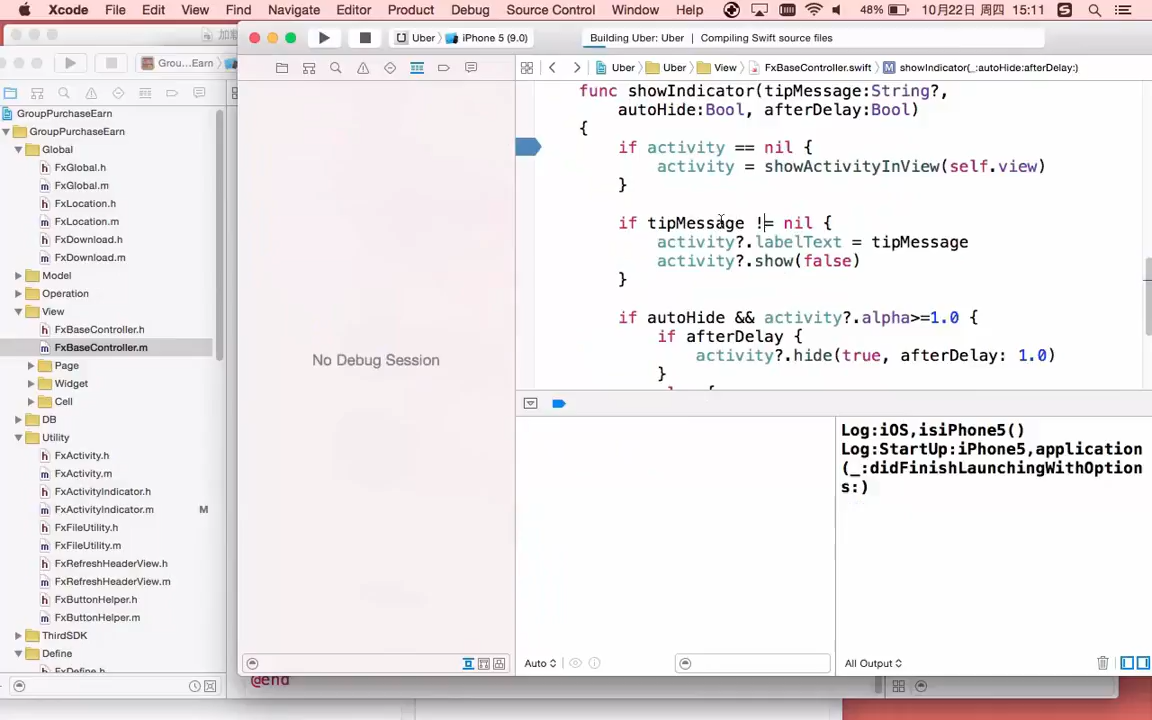 Xcode File Edit View Find Navigate Editor Product Debug Source Control Window Help 48% 10月22日 周四 15:11
Uber iPhone 5 (9.0) Building Uber: Uber | Compiling Swift source files
Group...Earn
Uber Uber View FxBaseController.swift M showIndicator(_:autoHide:afterDelay:)
GroupPurchaseEarn
GroupPurchaseEarn
Global
FxGlobal.h
FxGlobal.m
FxLocation.h
FxLocation.m
FxDownload.h
FxDownload.m
Model
Operation
View
FxBaseController.h
FxBaseController.m
Page
Widget
Cell
DB
Utility
FxActivity.h
FxActivity.m
FxActivityIndicator.h
FxActivityIndicator.m M
FxFileUtility.h
FxFileUtility.m
FxRefreshHeaderView.h
FxRefreshHeaderView.m
FxButtonHelper.h
FxButtonHelper.m
ThirdSDK
Define
FxDefine.h
No Debug Session
func showIndicator(tipMessage:String?,
autoHide:Bool, afterDelay:Bool)
{
if activity == nil {
activity = showActivityInView(self.view)
}
if tipMessage != nil {
activity?.labelText = tipMessage
activity?.show(false)
}
if autoHide && activity?.alpha>=1.0 {
if afterDelay {
activity?.hide(true, afterDelay: 1.0)
}
Log:iOS,isiPhone5()
Log:StartUp:iPhone5,application
(_:didFinishLaunchingWithOption
s:)
Auto
All Output
@end